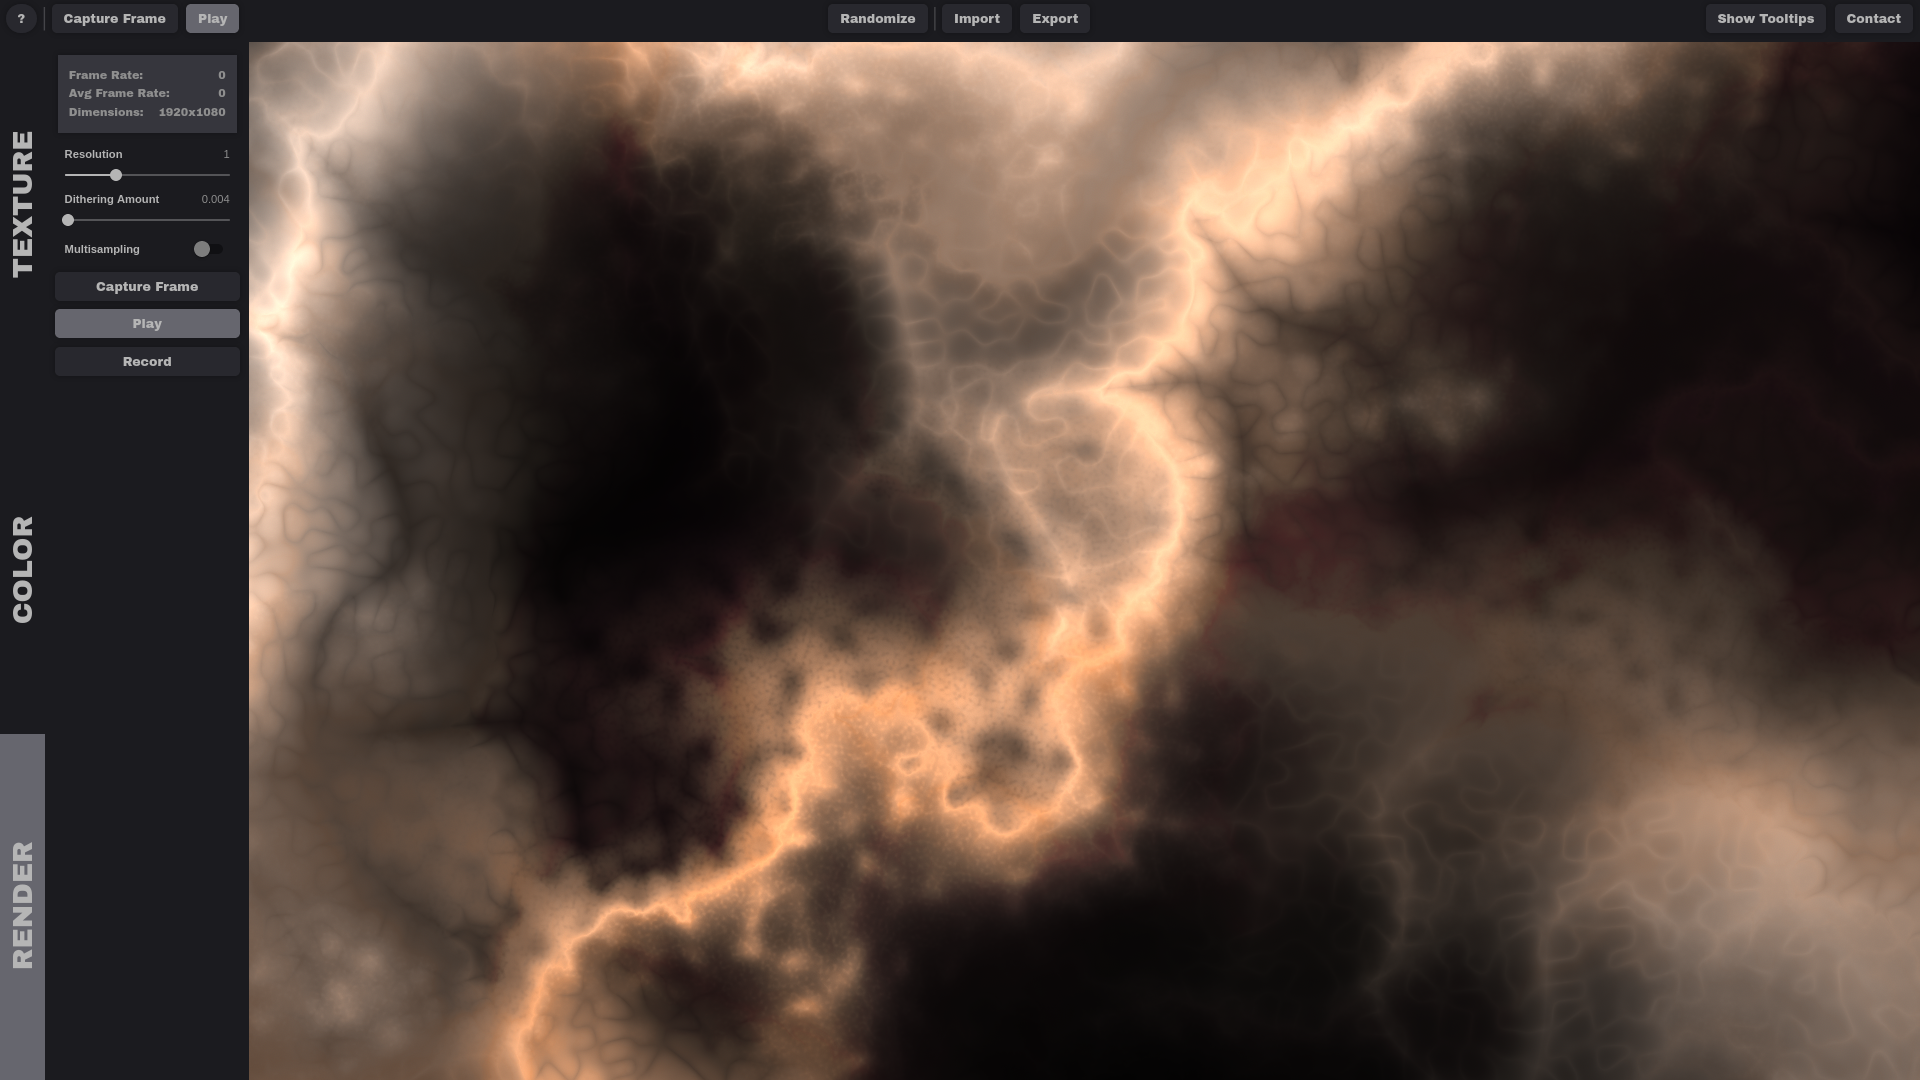 ? Capture Frame Play Randomize Import Export Show Tooltips Contact
Frame Rate: 0
Avg Frame Rate: 0
Dimensions: 1920x1080
Resolution 1
Dithering Amount 0.004
Multisampling
Capture Frame
Play
Record
TEXTURE
COLOR
RENDER